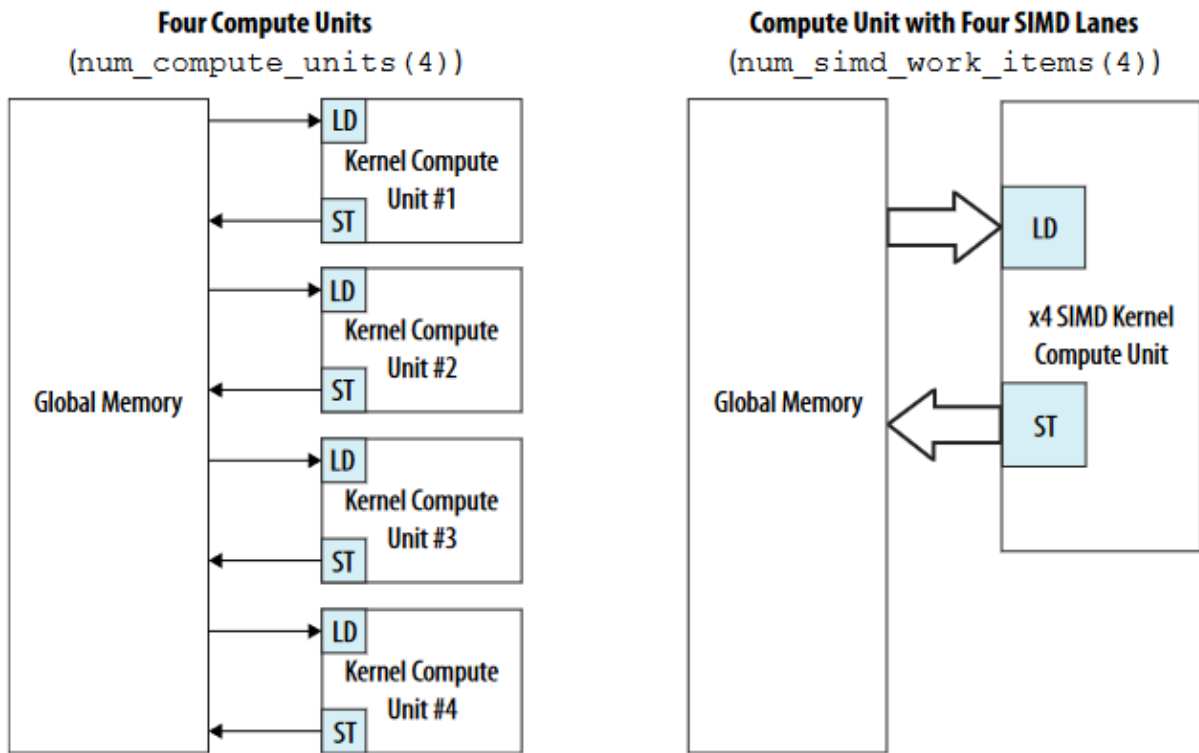 Four Compute Units
(num_compute_units(4))
Global Memory
LD
Kernel Compute
Unit #1
ST
LD
Kernel Compute
Unit #2
ST
LD
Kernel Compute
Unit #3
ST
LD
Kernel Compute
Unit #4
ST
Compute Unit with Four SIMD Lanes
(num_simd_work_items(4))
Global Memory
LD
x4 SIMD Kernel
Compute Unit
ST